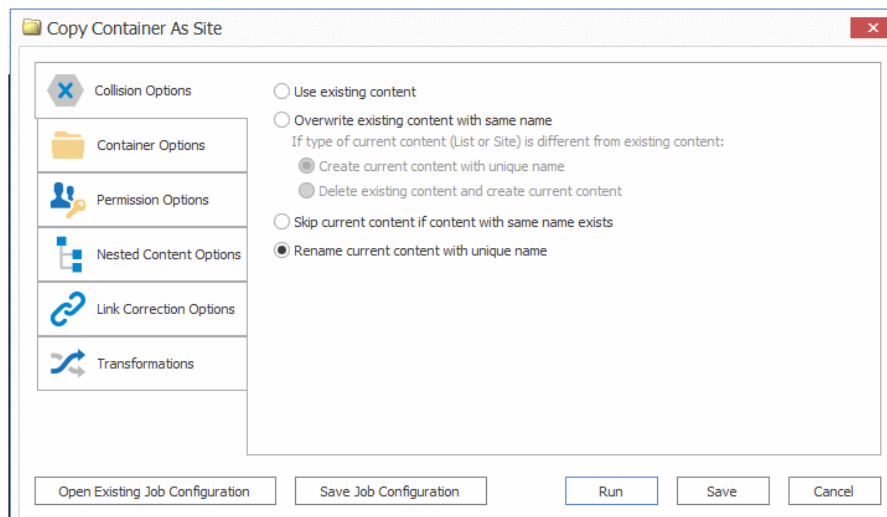 Copy Container As Site
Collision Options
Container Options
Permission Options
Nested Content Options
Link Correction Options
Transformations
Use existing content
Overwrite existing content with same name
If type of current content (List or Site) is different from existing content:
Create current content with unique name
Delete existing content and create current content
Skip current content if content with same name exists
Rename current content with unique name
Open Existing Job Configuration
Save Job Configuration
Run
Save
Cancel